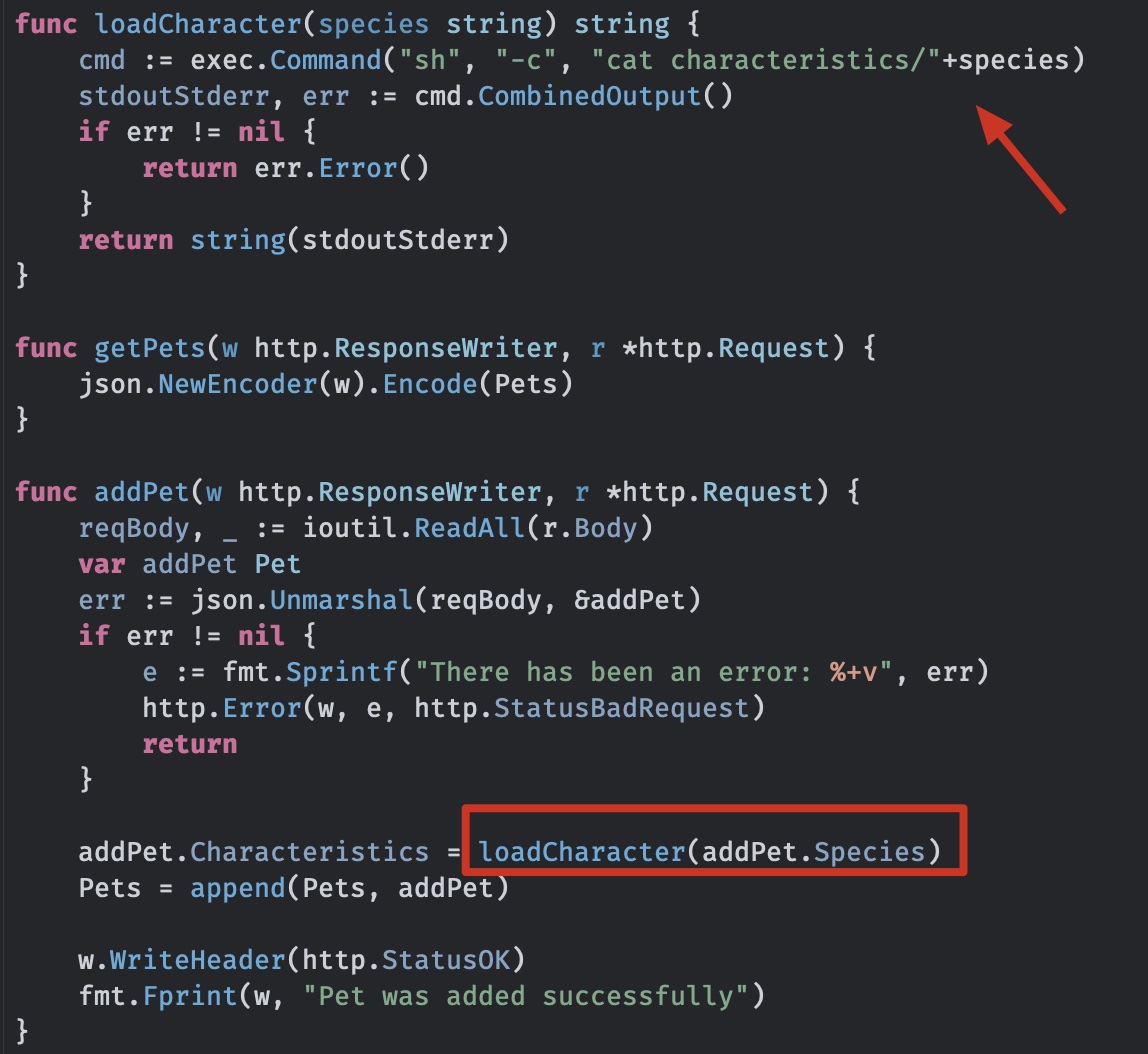 func loadCharacter(species string) string {
    cmd := exec.Command("sh", "-c", "cat characteristics/"+species)
    stdoutStderr, err := cmd.CombinedOutput()
    if err != nil {
        return err.Error()
    }
    return string(stdoutStderr)
}

func getPets(w http.ResponseWriter, r *http.Request) {
    json.NewEncoder(w).Encode(Pets)
}

func addPet(w http.ResponseWriter, r *http.Request) {
    reqBody, _ := ioutil.ReadAll(r.Body)
    var addPet Pet
    err := json.Unmarshal(reqBody, &addPet)
    if err != nil {
        e := fmt.Sprintf("There has been an error: %+v", err)
        http.Error(w, e, http.StatusBadRequest)
        return
    }

    addPet.Characteristics = loadCharacter(addPet.Species)
    Pets = append(Pets, addPet)

    w.WriteHeader(http.StatusOK)
    fmt.Fprint(w, "Pet was added successfully")
}